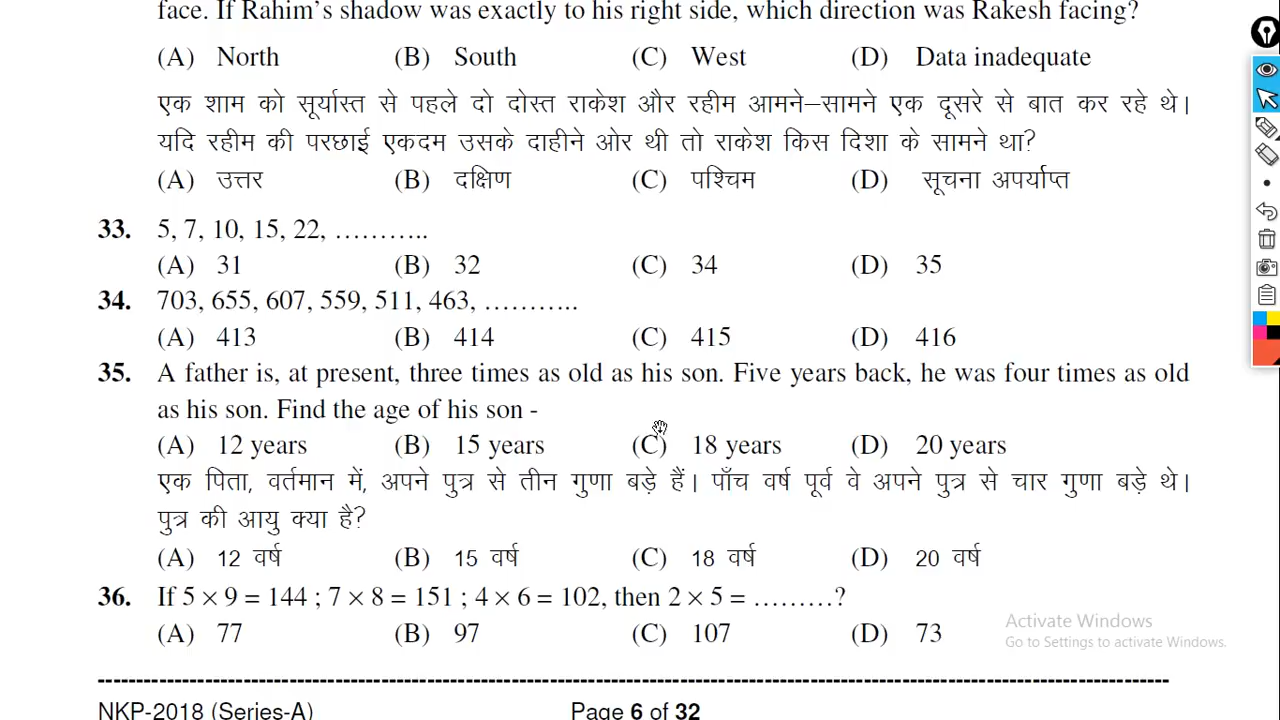 face. If Rahim's shadow was exactly to his right side, which direction was Rakesh facing?
(A) North (B) South (C) West (D) Data inadequate
एक शाम को सूर्यास्त से पहले दो दोस्त राकेश और रहीम आमने–सामने एक दूसरे से बात कर रहे थे।
यदि रहीम की परछाई एकदम उसके दाहीने ओर थी तो राकेश किस दिशा के सामने था?
(A) उत्तर (B) दक्षिण (C) पश्चिम (D) सूचना अपर्याप्त
33. 5, 7, 10, 15, 22, ………..
(A) 31 (B) 32 (C) 34 (D) 35
34. 703, 655, 607, 559, 511, 463, ………..
(A) 413 (B) 414 (C) 415 (D) 416
35. A father is, at present, three times as old as his son. Five years back, he was four times as old
as his son. Find the age of his son -
(A) 12 years (B) 15 years (C) 18 years (D) 20 years
एक पिता, वर्तमान में, अपने पुत्र से तीन गुणा बड़े हैं। पाँच वर्ष पूर्व वे अपने पुत्र से चार गुणा बड़े थे।
पुत्र की आयु क्या है?
(A) 12 वर्ष (B) 15 वर्ष (C) 18 वर्ष (D) 20 वर्ष
36. If 5 × 9 = 144 ; 7 × 8 = 151 ; 4 × 6 = 102, then 2 × 5 = ………?
(A) 77 (B) 97 (C) 107 (D) 73
Activate Windows
Go to Settings to activate Windows.
NKP-2018 (Series-A) Page 6 of 32